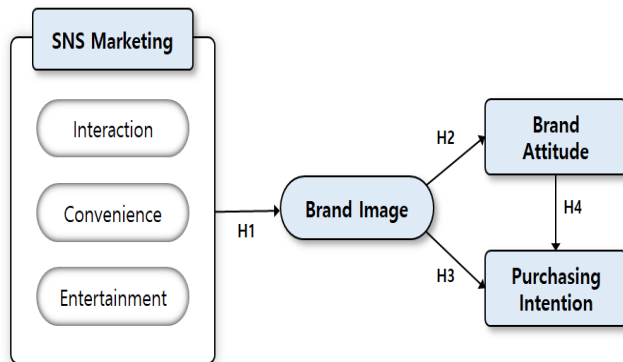 SNS Marketing
Interaction
Convenience
Entertainment
H1
Brand Image
H2
H3
Brand
Attitude
H4
Purchasing
Intention